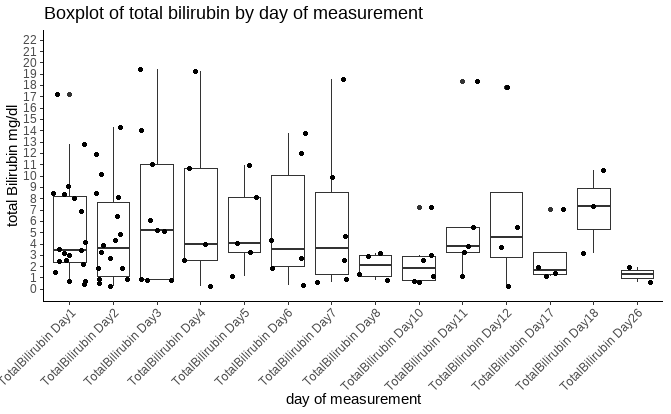 Boxplot of total bilirubin by day of measurement
total Bilirubin mg/dl
22
21
20
19
18
17
16
15
14
13
12
11
10
9
8
7
6
5
4
3
2
1
0
TotalBilirubin Day1
TotalBilirubin Day2
TotalBilirubin Day3
TotalBilirubin Day4
TotalBilirubin Day5
TotalBilirubin Day6
TotalBilirubin Day7
TotalBilirubin Day8
TotalBilirubin Day10
TotalBilirubin Day11
TotalBilirubin Day12
TotalBilirubin Day17
TotalBilirubin Day18
TotalBilirubin Day26
day of measurement